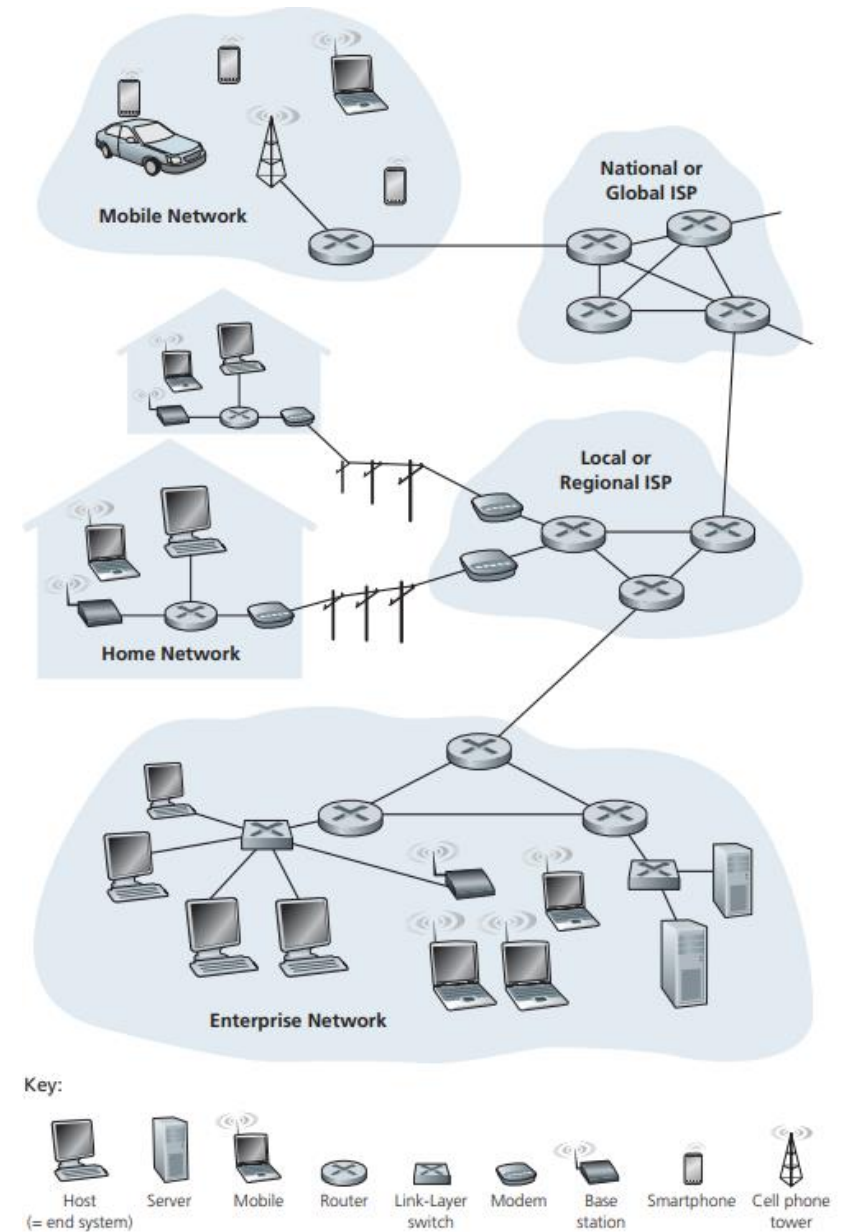 Mobile Network
National or
Global ISP
Local or
Regional ISP
Home Network
Enterprise Network
Key:
Host
(= end system)
Server
Mobile
Router
Link-Layer
switch
Modem
Base
station
Smartphone
Cell phone
tower